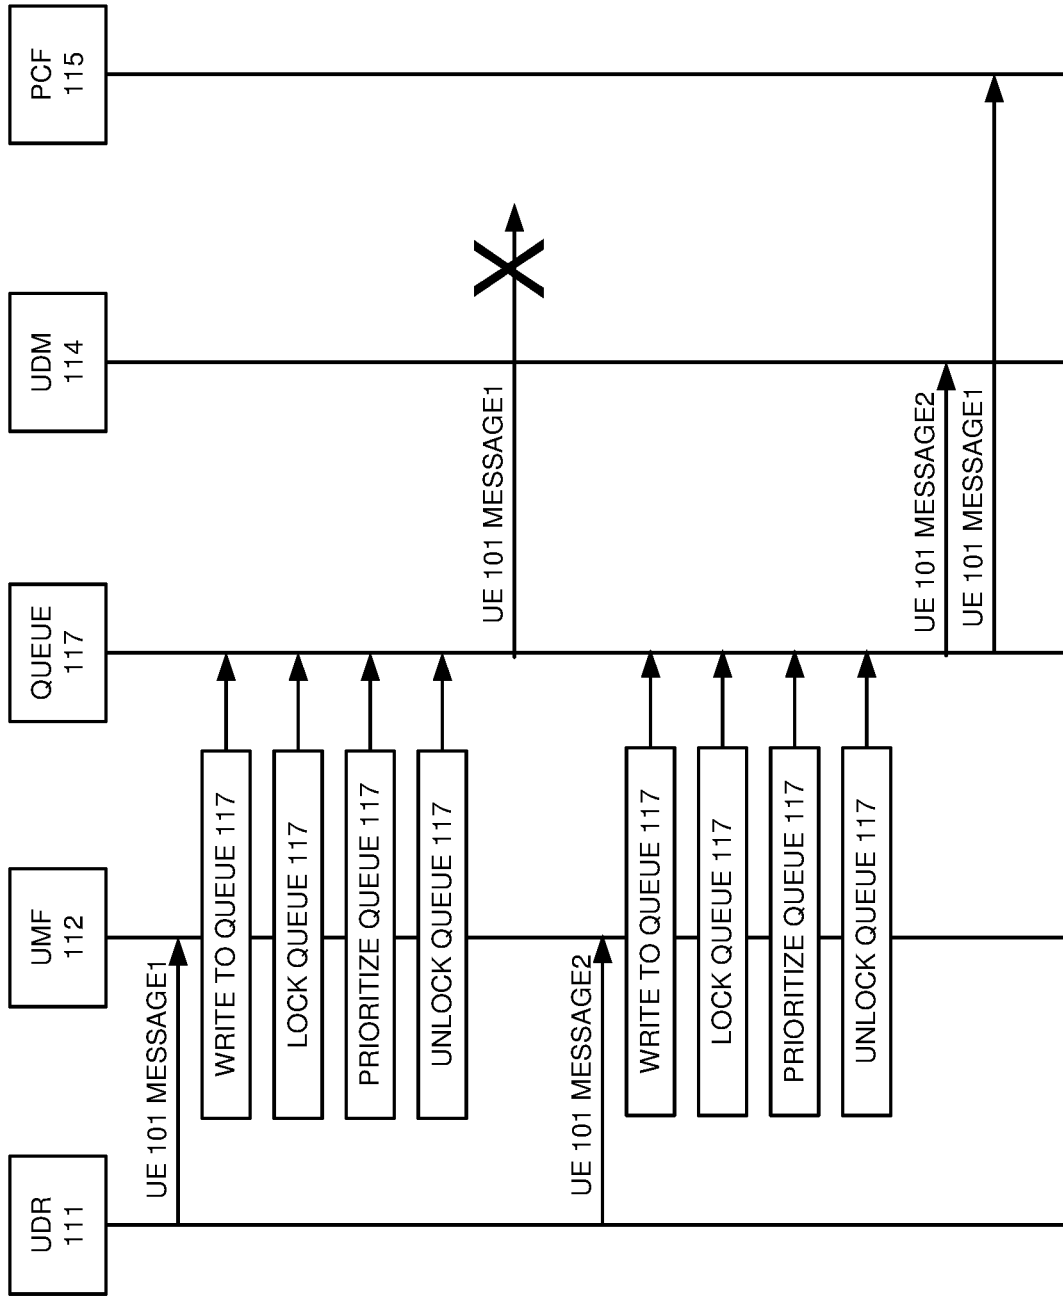 UDR
111
UMF
112
QUEUE
117
UDM
114
PCF
115
UE 101 MESSAGE1
WRITE TO QUEUE 117
LOCK QUEUE 117
PRIORITIZE QUEUE 117
UNLOCK QUEUE 117
UE 101 MESSAGE1
UE 101 MESSAGE2
WRITE TO QUEUE 117
LOCK QUEUE 117
PRIORITIZE QUEUE 117
UNLOCK QUEUE 117
UE 101 MESSAGE2
UE 101 MESSAGE1